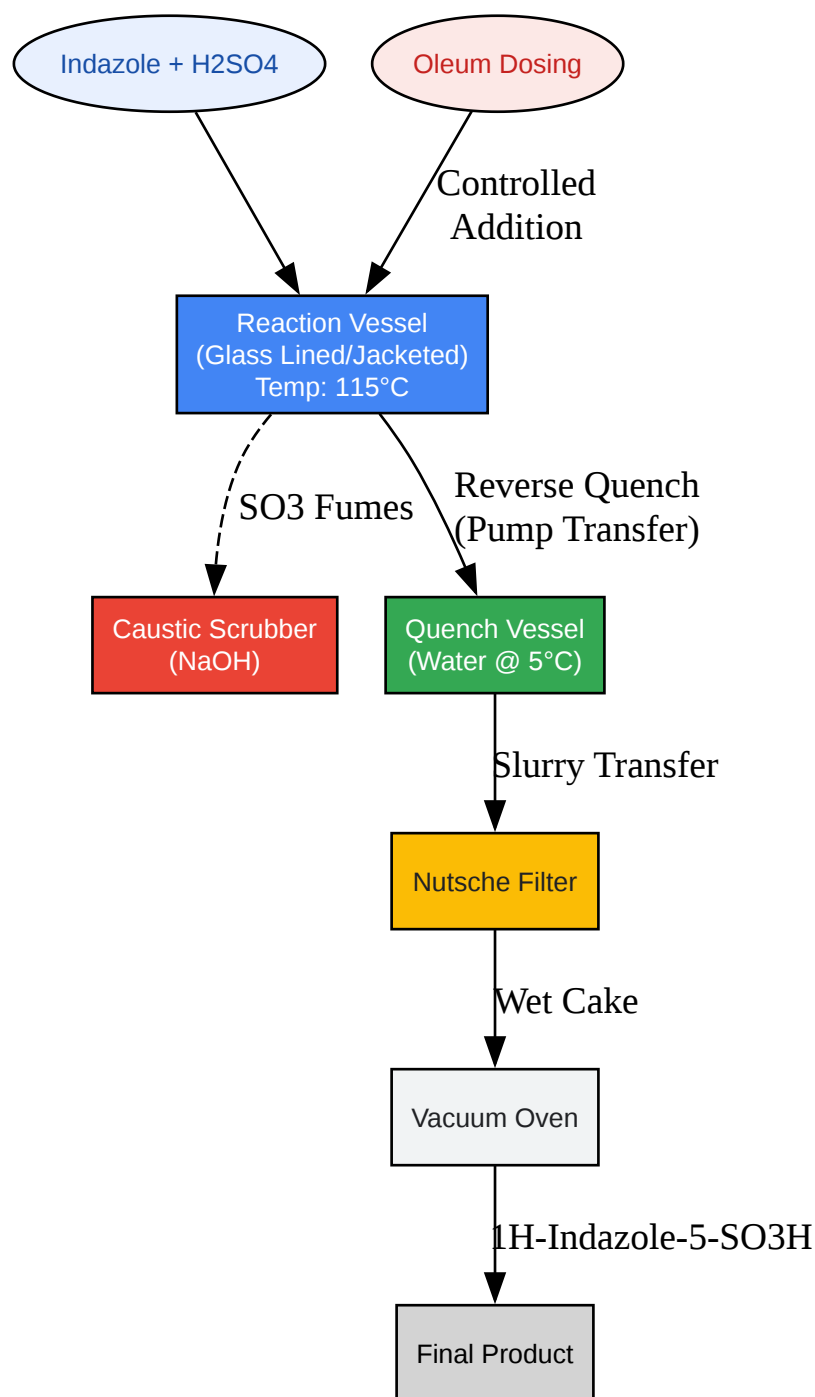 Indazole + H2SO4
Oleum Dosing
Controlled
Addition
Reaction Vessel
(Glass Lined/Jacketed)
Temp: 115°C
SO3 Fumes
Reverse Quench
(Pump Transfer)
Caustic Scrubber
(NaOH)
Quench Vessel
(Water @ 5°C)
Slurry Transfer
Nutsche Filter
Wet Cake
Vacuum Oven
1H-Indazole-5-SO3H
Final Product